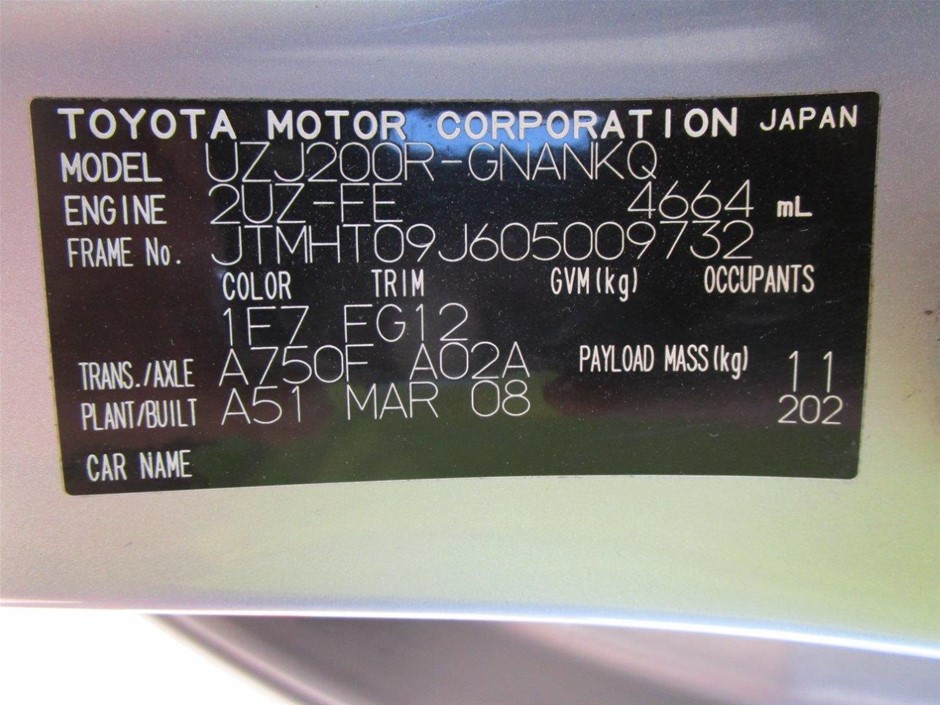 TOYOTA MOTOR CORPORATION JAPAN
MODEL UZJ200R-GNANKQ
ENGINE 2UZ-FE 4664 mL
FRAME No. JTMHT09J605009732
COLOR TRIM GVM(kg) OCCUPANTS
1F7 FG12
TRANS./AXLE A750F A02A PAYLOAD MASS(kg) 11
PLANT/BUILT A51 MAR 08 202
CAR NAME